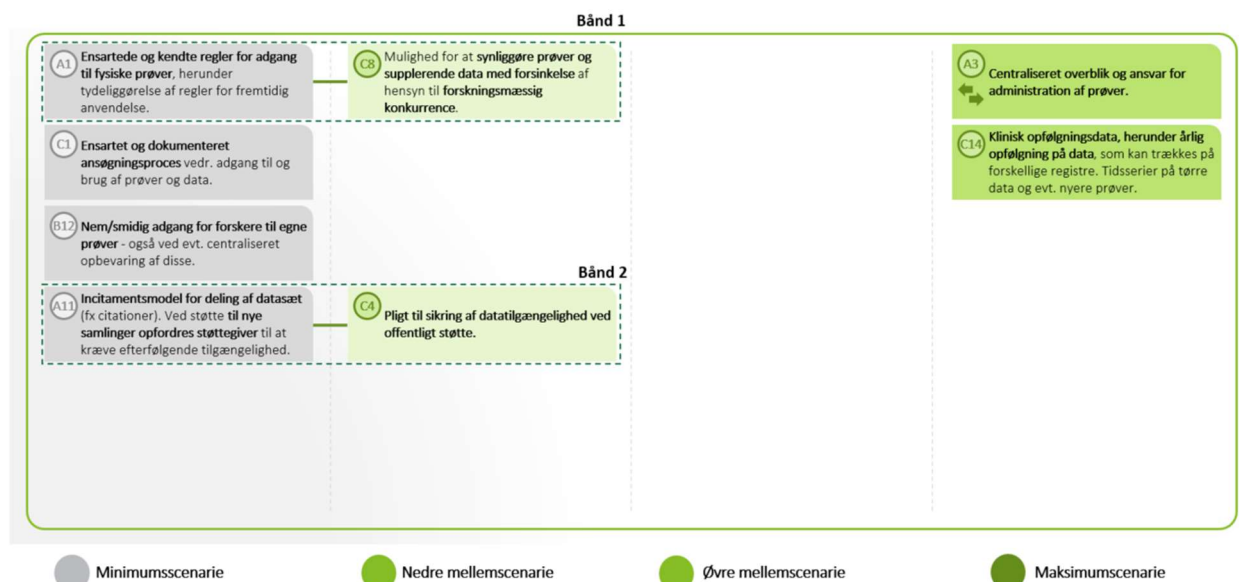 Bånd 1
A1
Ensartede og kendte regler for adgang
til fysiske prøver, herunder
tydeliggørelse af regler for fremtidig
anvendelse.
C8
Mulighed for at synliggøre prøver og
supplerende data med forsinkelse af
hensyn til forskningsmæssig
konkurrence.
A3
Centraliseret overblik og ansvar for
administration af prøver.
C1
Ensartet og dokumenteret
ansøgningsproces vedr. adgang til og
brug af prøver og data.
C14
Klinisk opfølgningsdata, herunder årlig
opfølgning på data, som kan trækkes på
forskellige registre. Tidsserier på tørre
data og evt. nyere prøver.
B12
Nem/smidig adgang for forskere til egne
prøver - også ved evt. centraliseret
opbevaring af disse.
Bånd 2
A11
Incitamentsmodel for deling af datasæt
(fx citationer). Ved støtte til nye
samlinger opfordres støttegiver til at
kræve efterfølgende tilgængelighed.
C4
Pligt til sikring af datatilgængelighed ved
offentligt støtte.
Minimumsscenarie
Nedre mellemscenarie
Øvre mellemscenarie
Maksimumscenarie